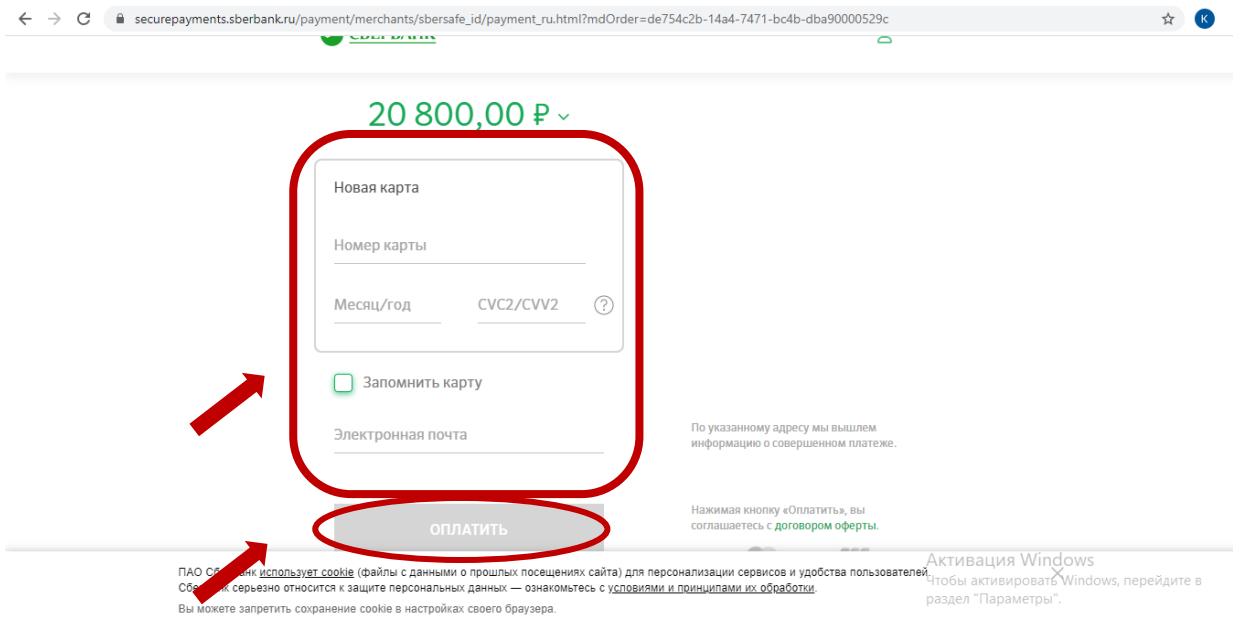 securepayments.sberbank.ru/payment/merchants/sbersafe_id/payment_ru.html?mdOrder=de754c2b-14a4-7471-bc4b-dba90000529c
K
СБЕРБАНК
20 800,00 ₽
Новая карта
Номер карты
Месяц/год CVC2/CVV2 ?
Запомнить карту
Электронная почта
По указанному адресу мы вышлем
информацию о совершенном платеже.
ОПЛАТИТЬ
Нажимая кнопку «Оплатить», вы
соглашаетесь с договором оферты.
ПАО использует cookie (файлы с данными о прошлых посещениях сайта) для персонализации сервисов и удобства пользователей.
серьезно относится к защите персональных данных — ознакомьтесь с условиями и принципами их обработки.
Вы можете запретить сохранение cookie в настройках своего браузера.
Активация Windows
Чтобы активировать Windows, перейдите в
раздел "Параметры".